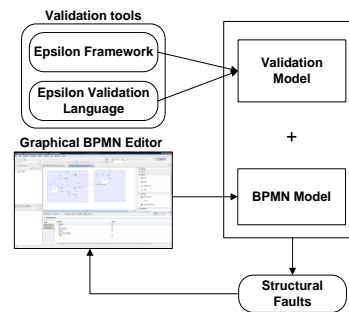 Validation tools
Epsilon Framework
Epsilon Validation
Language
Validation
Model
+
Graphical BPMN Editor
BPMN Model
Structural
Faults